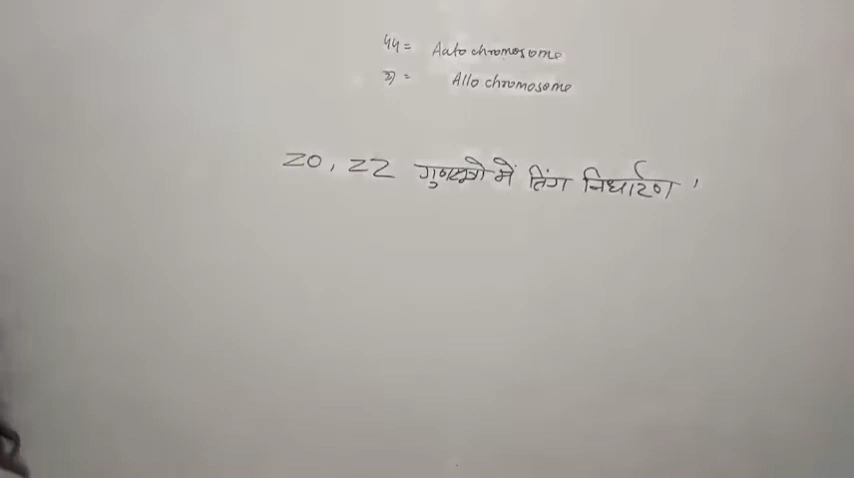 44 = Auto chromosome
= Allo chromosome
ZO, ZZ गुणसूत्रो में लिंग निर्धारण '